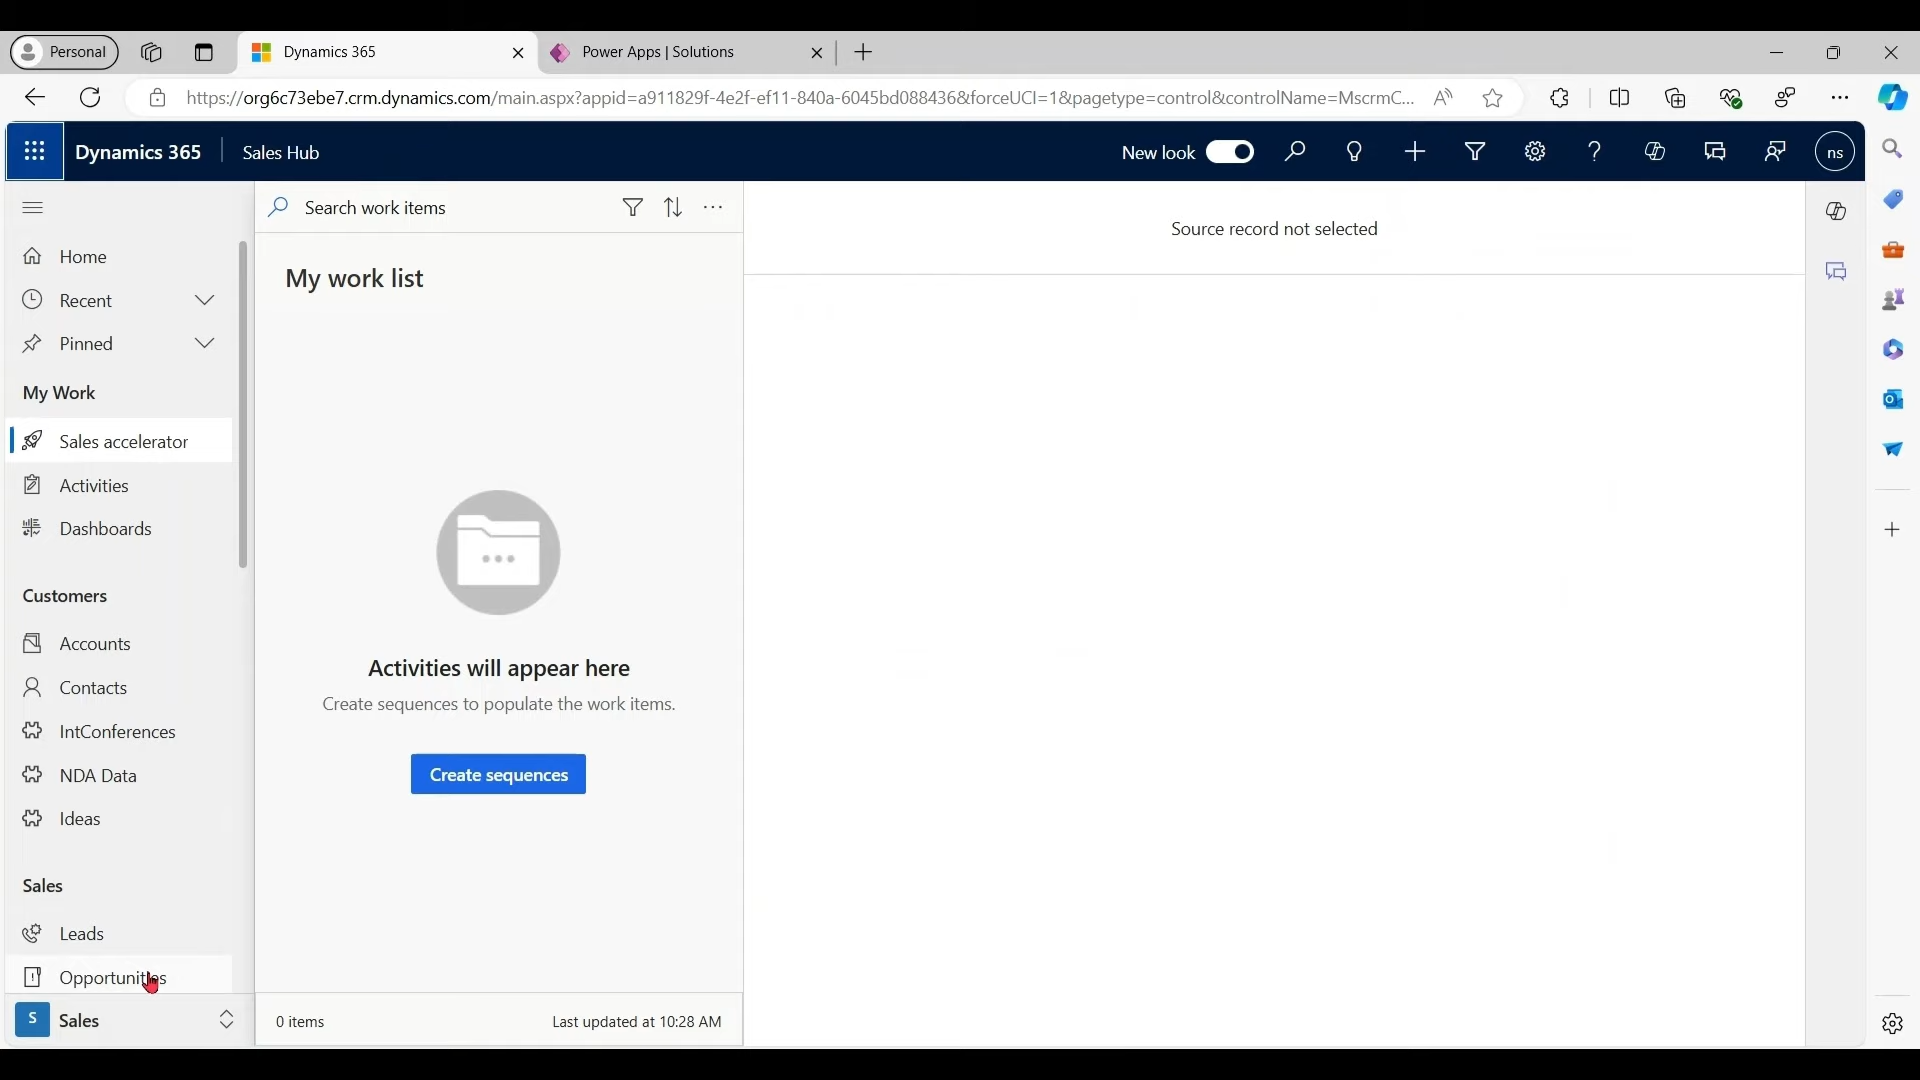 Personal
Dynamics 365
Power Apps | Solutions
https://org6c73ebe7.crm.dynamics.com/main.aspx?appid=a911829f-4e2f-ef11-840a-6045bd088436&forceUCI=1&pagetype=control&controlName=MscrmC...
Dynamics 365
Sales Hub
New look
ns
Search work items
Source record not selected
Home
My work list
Recent
Pinned
My Work
Sales accelerator
Activities
Dashboards
Customers
Accounts
Activities will appear here
Contacts
Create sequences to populate the work items.
IntConferences
NDA Data
Create sequences
Ideas
Sales
Leads
Opportunities
S
Sales
0 items
Last updated at 10:28 AM